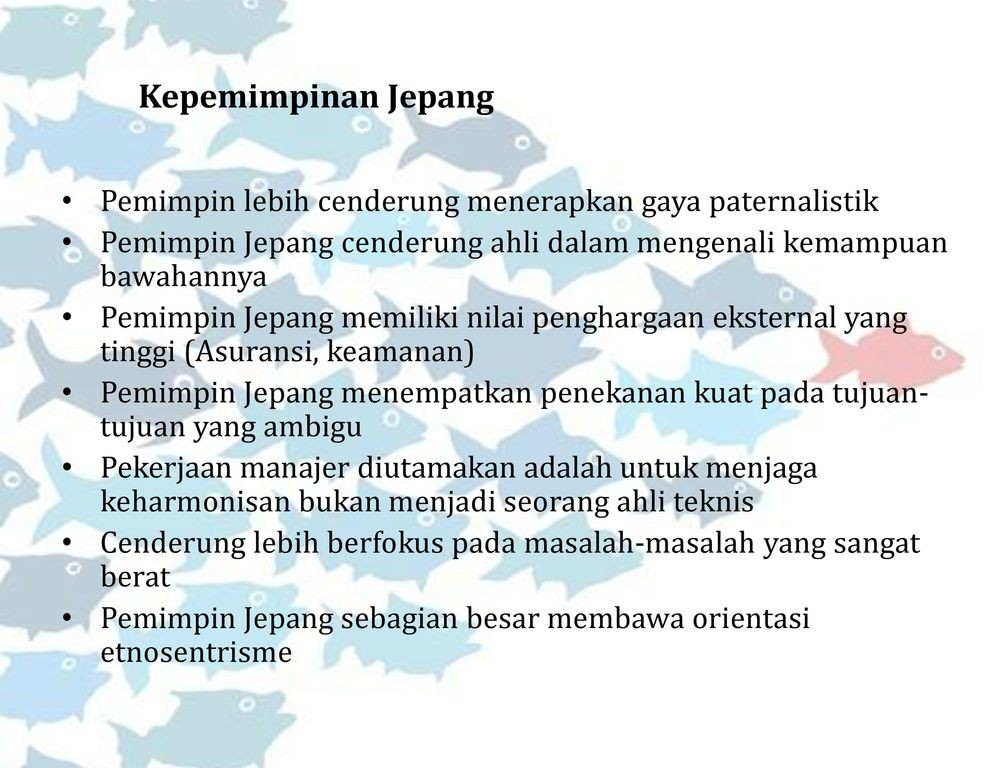 Kepemimpinan Jepang
• Pemimpin lebih cenderung menerapkan gaya paternalistik
• Pemimpin Jepang cenderung ahli dalam mengenali kemampuan
bawahannya
• Pemimpin Jepang memiliki nilai penghargaan eksternal yang
tinggi (Asuransi, keamanan)
• Pemimpin Jepang menempatkan penekanan kuat pada tujuan-
tujuan yang ambigu
• Pekerjaan manajer diutamakan adalah untuk menjaga
keharmonisan bukan menjadi seorang ahli teknis
• Cenderung lebih berfokus pada masalah-masalah yang sangat
berat
• Pemimpin Jepang sebagian besar membawa orientasi
etnosentrisme